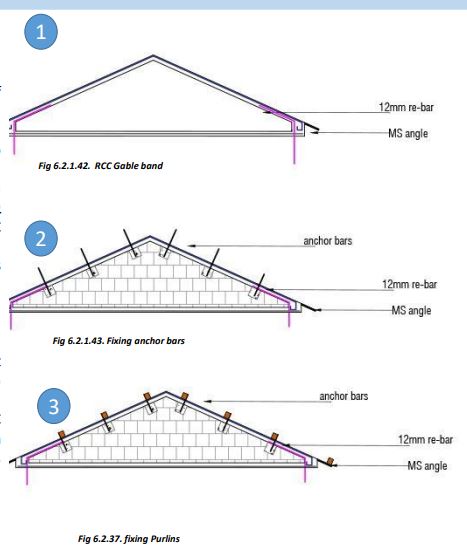 1
12mm re-bar
MS angle
Fig 6.2.1.42. RCC Gable band
2
anchor bars
12mm re-bar
MS angle
Fig 6.2.1.43. Fixing anchor bars
3
anchor bars
12mm re-bar
MS angle
Fig 6.2.37. fixing Purlins